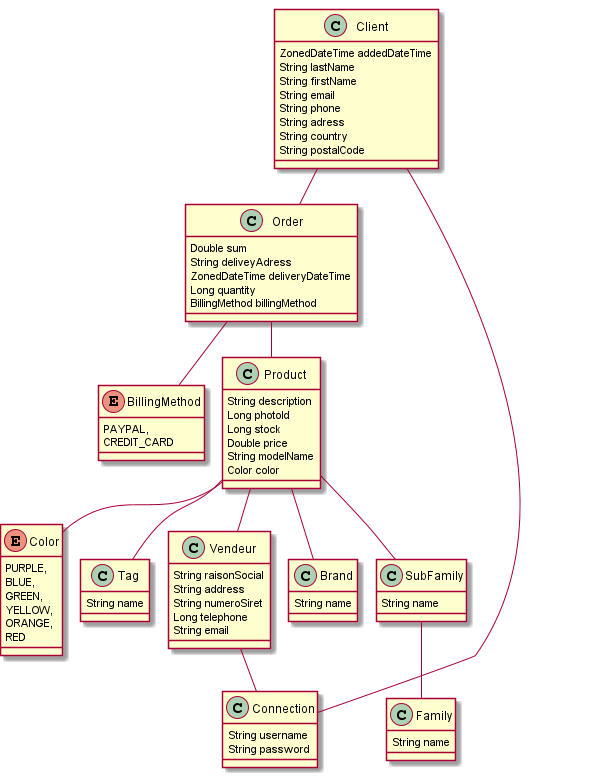 C Client
ZonedDateTime addedDateTime
String lastName
String firstName
String email
String phone
String adress
String country
String postalCode
C Order
Double sum
String deliveyAdress
ZonedDateTime deliveryDateTime
Long quantity
BillingMethod billingMethod
E BillingMethod
PAYPAL,
CREDIT_CARD
C Product
String description
Long photoId
Long stock
Double price
String modelName
Color color
E Color
PURPLE,
BLUE,
GREEN,
YELLOW,
ORANGE,
RED
C Tag
String name
C Vendeur
String raisonSocial
String address
String numeroSiret
Long telephone
String email
C Brand
String name
C SubFamily
String name
C Connection
String username
String password
C Family
String name